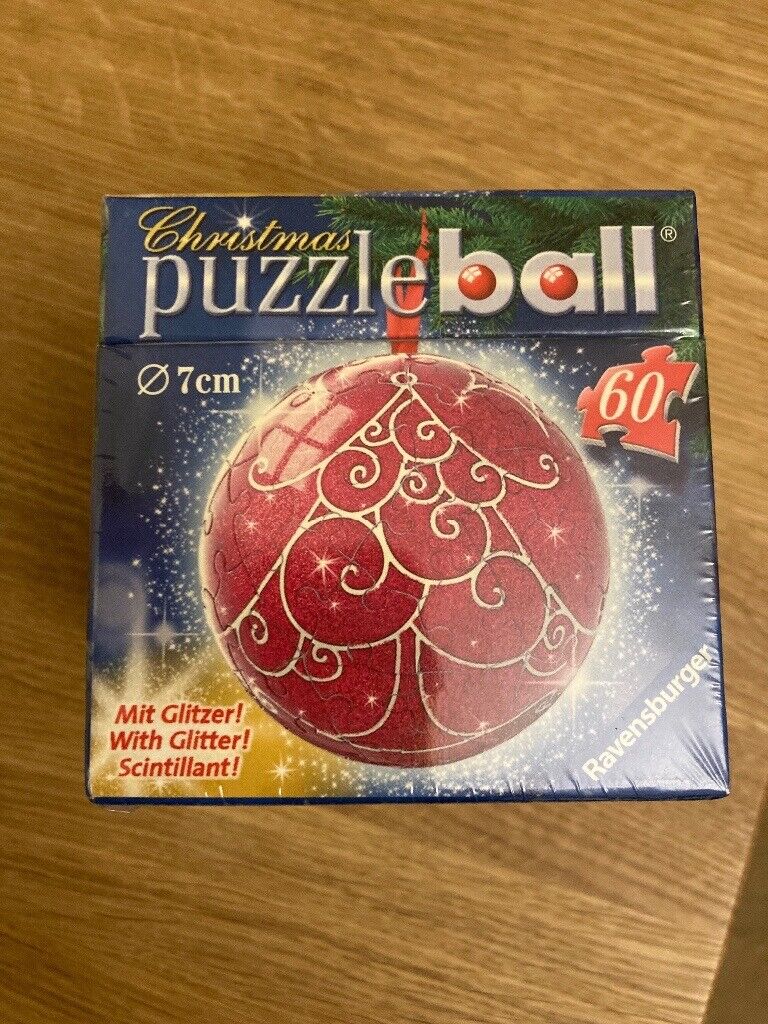 Christmas
puzzleball®
Ø 7cm
60
Mit Glitzer!
With Glitter!
Scintillant!
Ravensburger